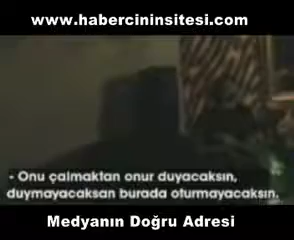 www.habercininsitesi.com
- Onu çalmaktan onur duyacaksın,
duymayacaksan burada oturmayacaksın.
Medyanın Doğru Adresi